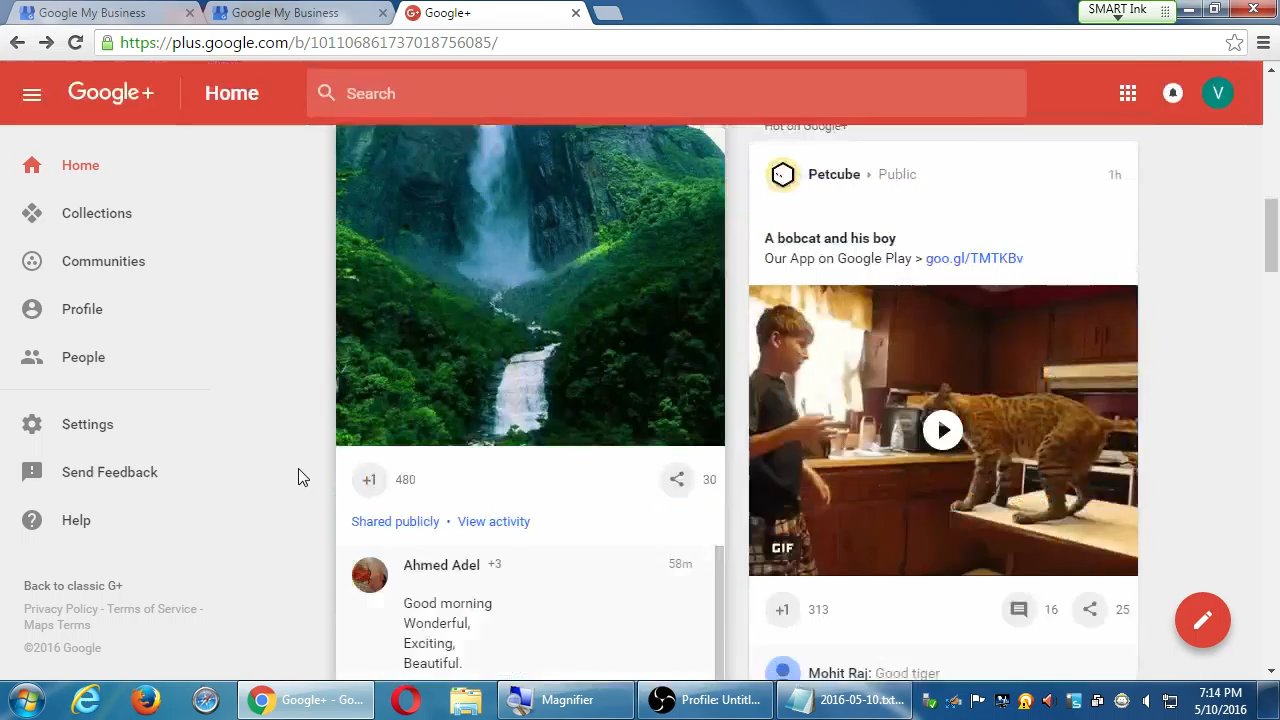 Google My Business
Google My Business
Google+
SMART Ink
https://plus.google.com/b/101106861737018756085/
Google+
Home
Search
V
Home
Collections
Communities
Profile
People
Settings
Send Feedback
Help
Back to classic G+
Privacy Policy - Terms of Service -
Maps Terms
©2016 Google
+1
480
30
Shared publicly • View activity
Ahmed Adel +3
58m
Good morning
Wonderful,
Exciting,
Beautiful.
Hot on Google+
Petcube
Public
1h
A bobcat and his boy
Our App on Google Play > goo.gl/TMTKBv
GIF
+1
313
16
25
Mohit Raj: Good tiger
Google+ - Go...
Magnifier
Profile: Untitl...
2016-05-10.txt...
7:14 PM
5/10/2016